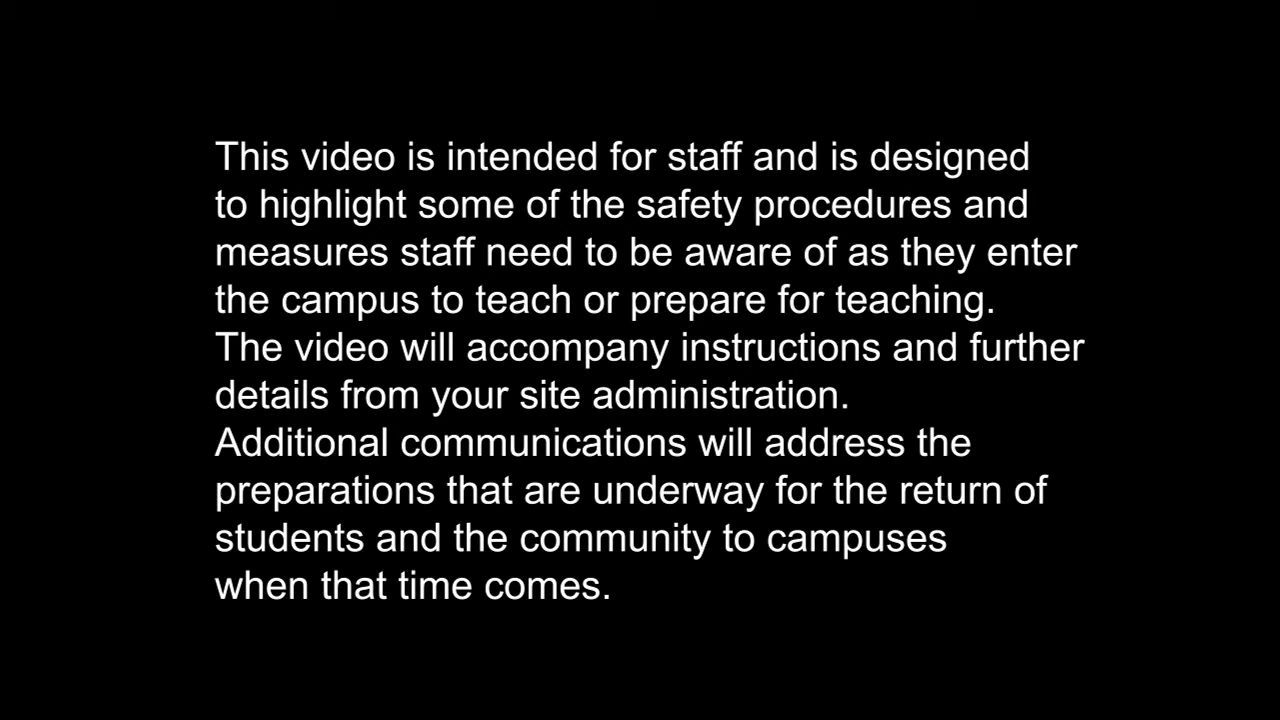 This video is intended for staff and is designed
to highlight some of the safety procedures and
measures staff need to be aware of as they enter
the campus to teach or prepare for teaching.
The video will accompany instructions and further
details from your site administration.
Additional communications will address the
preparations that are underway for the return of
students and the community to campuses
when that time comes.